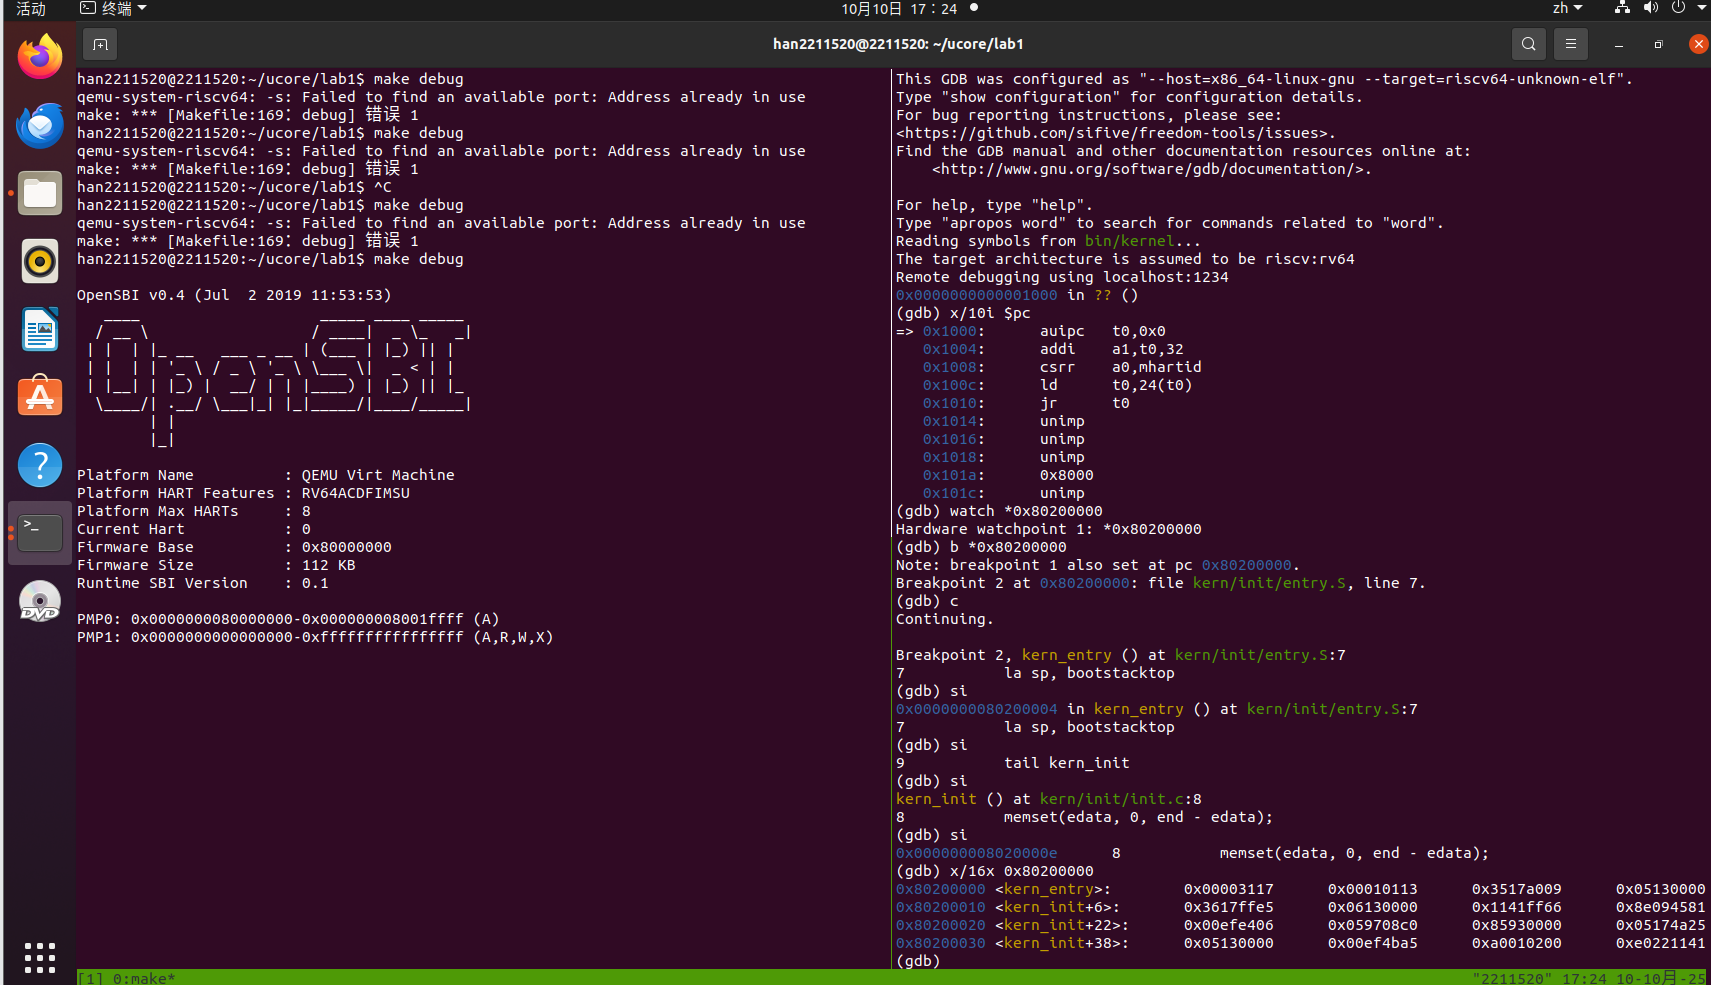 活动 终端 10月10日 17：24 zh
han2211520@2211520: ~/ucore/lab1
han2211520@2211520:~/ucore/lab1$ make debug
qemu-system-riscv64: -s: Failed to find an available port: Address already in use
make: *** [Makefile:169：debug] 错误 1
han2211520@2211520:~/ucore/lab1$ make debug
qemu-system-riscv64: -s: Failed to find an available port: Address already in use
make: *** [Makefile:169：debug] 错误 1
han2211520@2211520:~/ucore/lab1$ ^C
han2211520@2211520:~/ucore/lab1$ make debug
qemu-system-riscv64: -s: Failed to find an available port: Address already in use
make: *** [Makefile:169：debug] 错误 1
han2211520@2211520:~/ucore/lab1$ make debug
OpenSBI v0.4 (Jul  2 2019 11:53:53)
OpenSBI
Platform Name          : QEMU Virt Machine
Platform HART Features : RV64ACDFIMSU
Platform Max HARTs     : 8
Current Hart           : 0
Firmware Base          : 0x80000000
Firmware Size          : 112 KB
Runtime SBI Version    : 0.1
PMP0: 0x0000000080000000-0x000000008001ffff (A)
PMP1: 0x0000000000000000-0xffffffffffffffff (A,R,W,X)
This GDB was configured as "--host=x86_64-linux-gnu --target=riscv64-unknown-elf".
Type "show configuration" for configuration details.
For bug reporting instructions, please see:
<https://github.com/sifive/freedom-tools/issues>.
Find the GDB manual and other documentation resources online at:
    <http://www.gnu.org/software/gdb/documentation/>.
For help, type "help".
Type "apropos word" to search for commands related to "word".
Reading symbols from bin/kernel...
The target architecture is assumed to be riscv:rv64
Remote debugging using localhost:1234
0x0000000000001000 in ?? ()
(gdb) x/10i $pc
=> 0x1000:      auipc   t0,0x0
   0x1004:      addi    a1,t0,32
   0x1008:      csrr    a0,mhartid
   0x100c:      ld      t0,24(t0)
   0x1010:      jr      t0
   0x1014:      unimp
   0x1016:      unimp
   0x1018:      unimp
   0x101a:      0x8000
   0x101c:      unimp
(gdb) watch *0x80200000
Hardware watchpoint 1: *0x80200000
(gdb) b *0x80200000
Note: breakpoint 1 also set at pc 0x80200000.
Breakpoint 2 at 0x80200000: file kern/init/entry.S, line 7.
(gdb) c
Continuing.
Breakpoint 2, kern_entry () at kern/init/entry.S:7
7           la sp, bootstacktop
(gdb) si
0x0000000080200004 in kern_entry () at kern/init/entry.S:7
7           la sp, bootstacktop
(gdb) si
9           tail kern_init
(gdb) si
kern_init () at kern/init/init.c:8
8           memset(edata, 0, end - edata);
(gdb) si
0x000000008020000e      8           memset(edata, 0, end - edata);
(gdb) x/16x 0x80200000
0x80200000 <kern_entry>:        0x00003117      0x00010113      0x3517a009      0x05130000
0x80200010 <kern_init+6>:       0x3617ffe5      0x06130000      0x1141ff66      0x8e094581
0x80200020 <kern_init+22>:      0x00efe406      0x059708c0      0x85930000      0x05174a25
0x80200030 <kern_init+38>:      0x05130000      0x00ef4ba5      0xa0010200      0xe0221141
(gdb)
DVD
[1] 0:make* "2211520" 17:24 10-10月-25